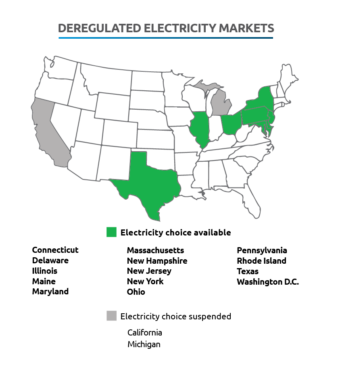 DEREGULATED ELECTRICITY MARKETS
Electricity choice available
Connecticut
Delaware
Illinois
Maine
Maryland
Massachusetts
New Hampshire
New Jersey
New York
Ohio
Pennsylvania
Rhode Island
Texas
Washington D.C.
Electricity choice suspended
California
Michigan